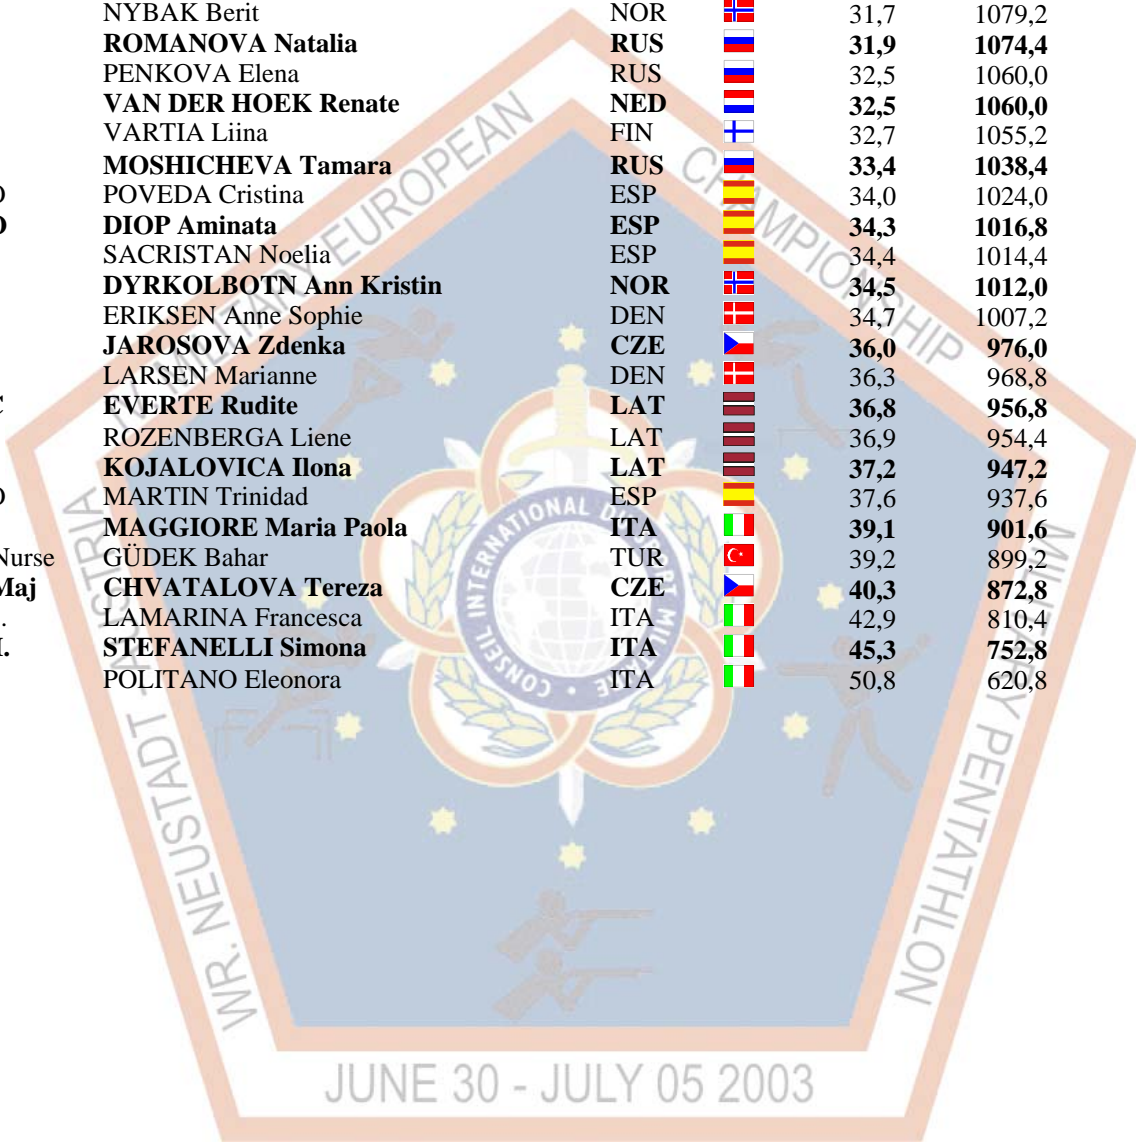 NYBAK Berit NOR 31,7 1079,2
ROMANOVA Natalia RUS 31,9 1074,4
PENKOVA Elena RUS 32,5 1060,0
VAN DER HOEK Renate NED 32,5 1060,0
VARTIA Liina FIN 32,7 1055,2
MOSHICHEVA Tamara RUS 33,4 1038,4
POVEDA Cristina ESP 34,0 1024,0
DIOP Aminata ESP 34,3 1016,8
SACRISTAN Noelia ESP 34,4 1014,4
DYRKOLBOTN Ann Kristin NOR 34,5 1012,0
ERIKSEN Anne Sophie DEN 34,7 1007,2
JAROSOVA Zdenka CZE 36,0 976,0
LARSEN Marianne DEN 36,3 968,8
EVERTE Rudite LAT 36,8 956,8
ROZENBERGA Liene LAT 36,9 954,4
KOJALOVICA Ilona LAT 37,2 947,2
MARTIN Trinidad ESP 37,6 937,6
MAGGIORE Maria Paola ITA 39,1 901,6
Nurse GÜDEK Bahar TUR 39,2 899,2
Maj CHVATALOVA Tereza CZE 40,3 872,8
LAMARINA Francesca ITA 42,9 810,4
STEFANELLI Simona ITA 45,3 752,8
POLITANO Eleonora ITA 50,8 620,8
WR. NEUSTADT - AUSTRIA
MILITARY EUROPEAN
CHAMPIONSHIP
MILITARY PENTATHLON
CONSEIL INTERNATIONAL DU SPORT MILITAIRE
JUNE 30 - JULY 05 2003